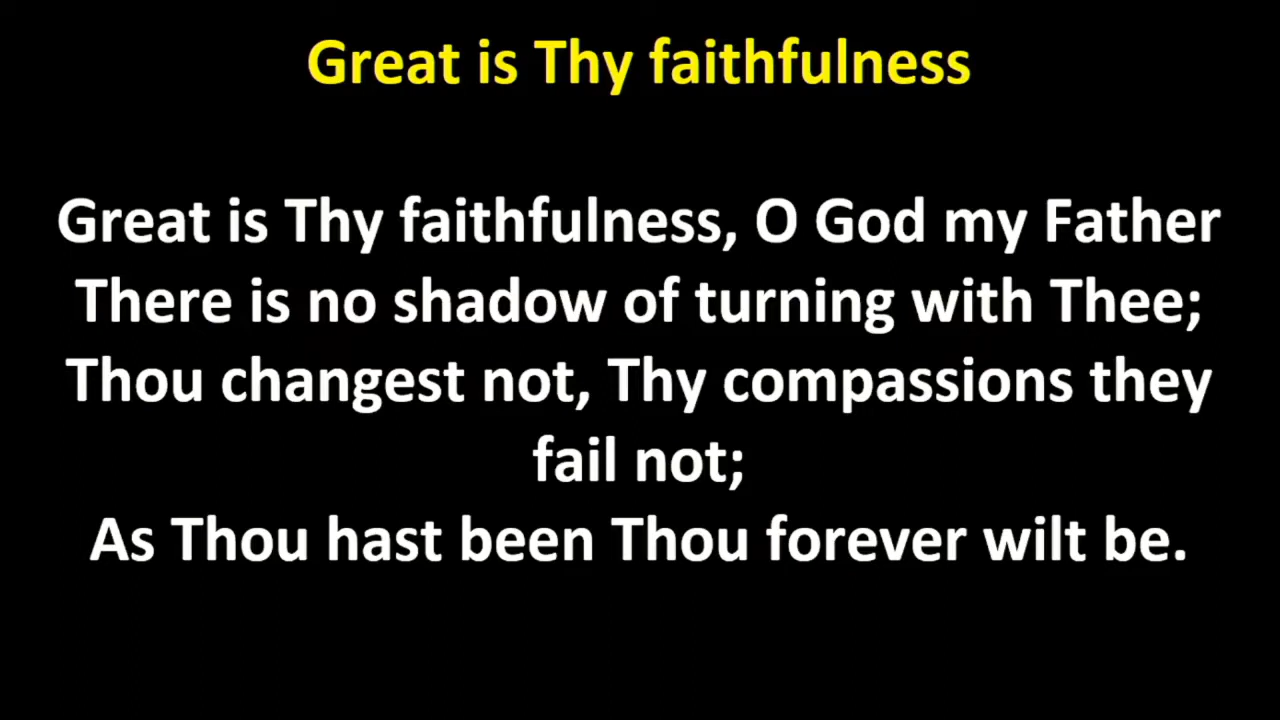 Great is Thy faithfulness
Great is Thy faithfulness, O God my Father
There is no shadow of turning with Thee;
Thou changest not, Thy compassions they
fail not;
As Thou hast been Thou forever wilt be.